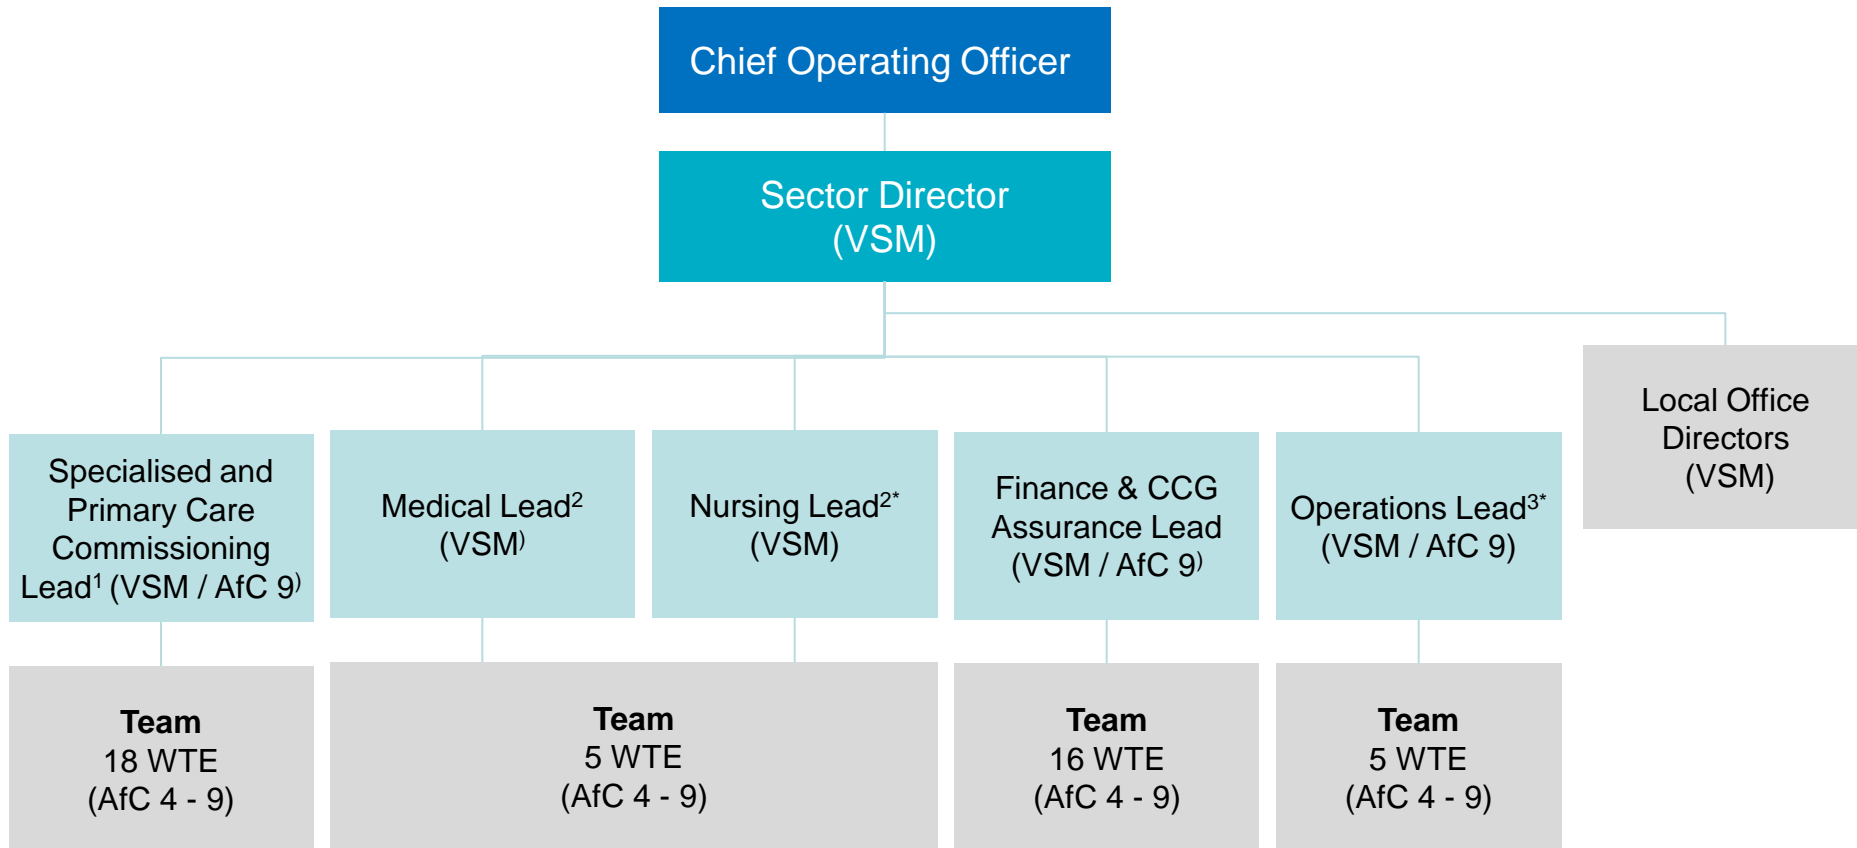 Chief Operating Officer
Sector Director
(VSM)
Local Office
Directors
(VSM)
Specialised and
Primary Care
Commissioning
Lead¹ (VSM / AfC 9⁾
Medical Lead²
(VSM⁾
Nursing Lead²*
(VSM)
Finance & CCG
Assurance Lead
(VSM / AfC 9⁾
Operations Lead³*
(VSM / AfC 9)
Team
18 WTE
(AfC 4 - 9)
Team
5 WTE
(AfC 4 - 9)
Team
16 WTE
(AfC 4 - 9)
Team
5 WTE
(AfC 4 - 9)